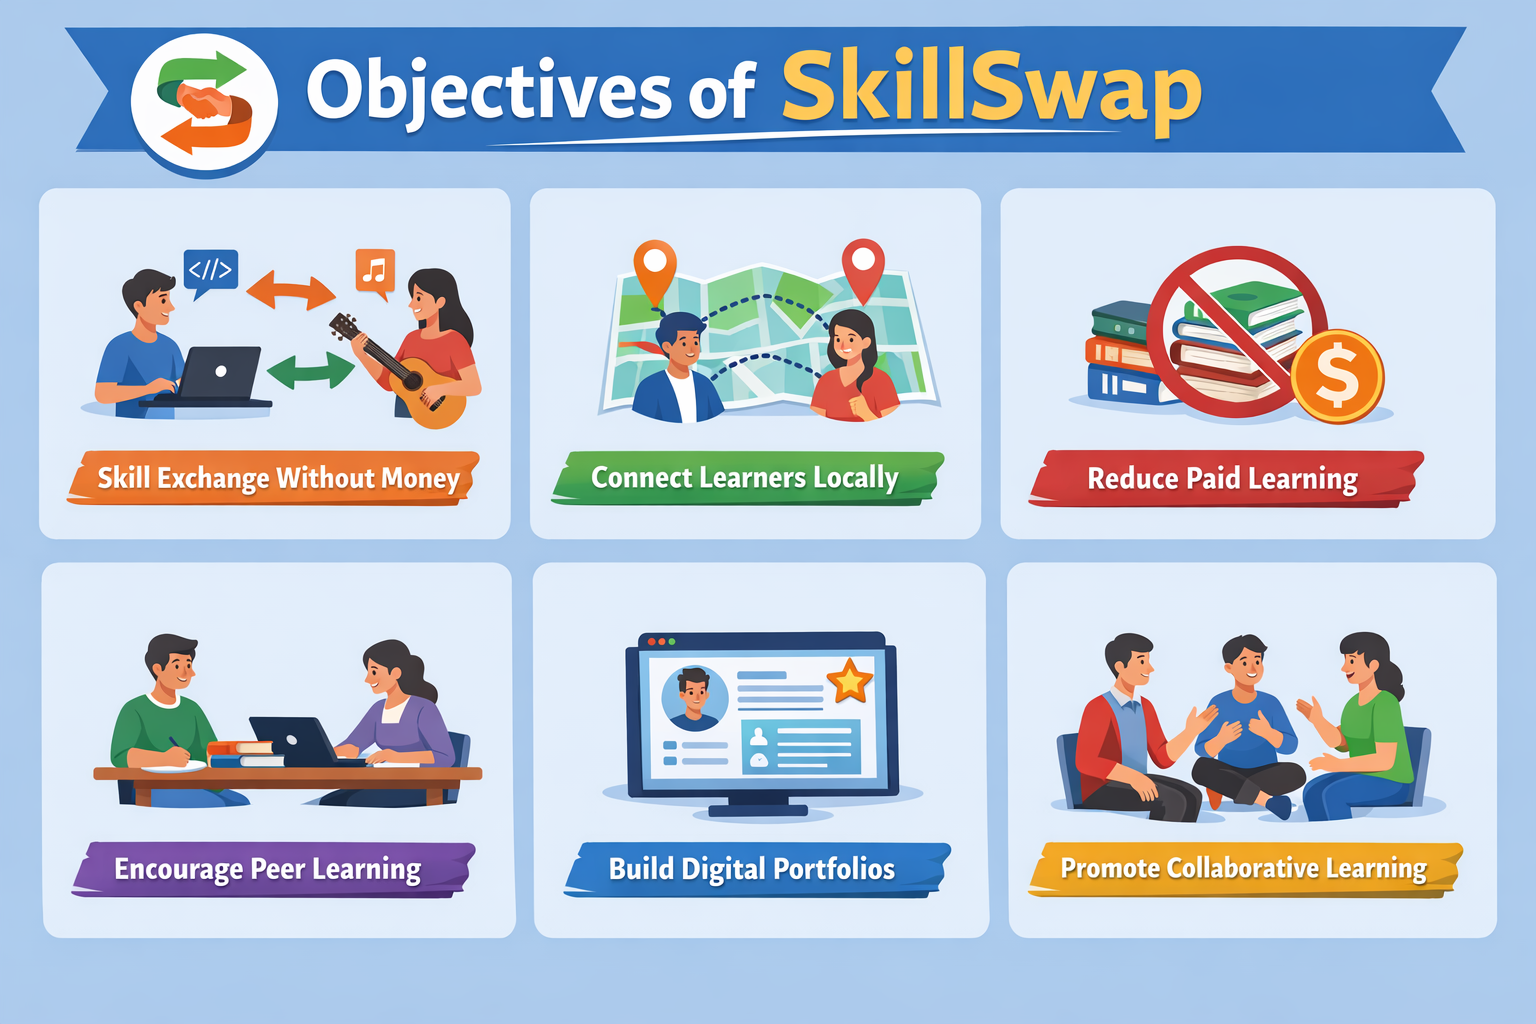 Objectives of SkillSwap
</>
Skill Exchange Without Money
Connect Learners Locally
$
Reduce Paid Learning
Encourage Peer Learning
Build Digital Portfolios
Promote Collaborative Learning